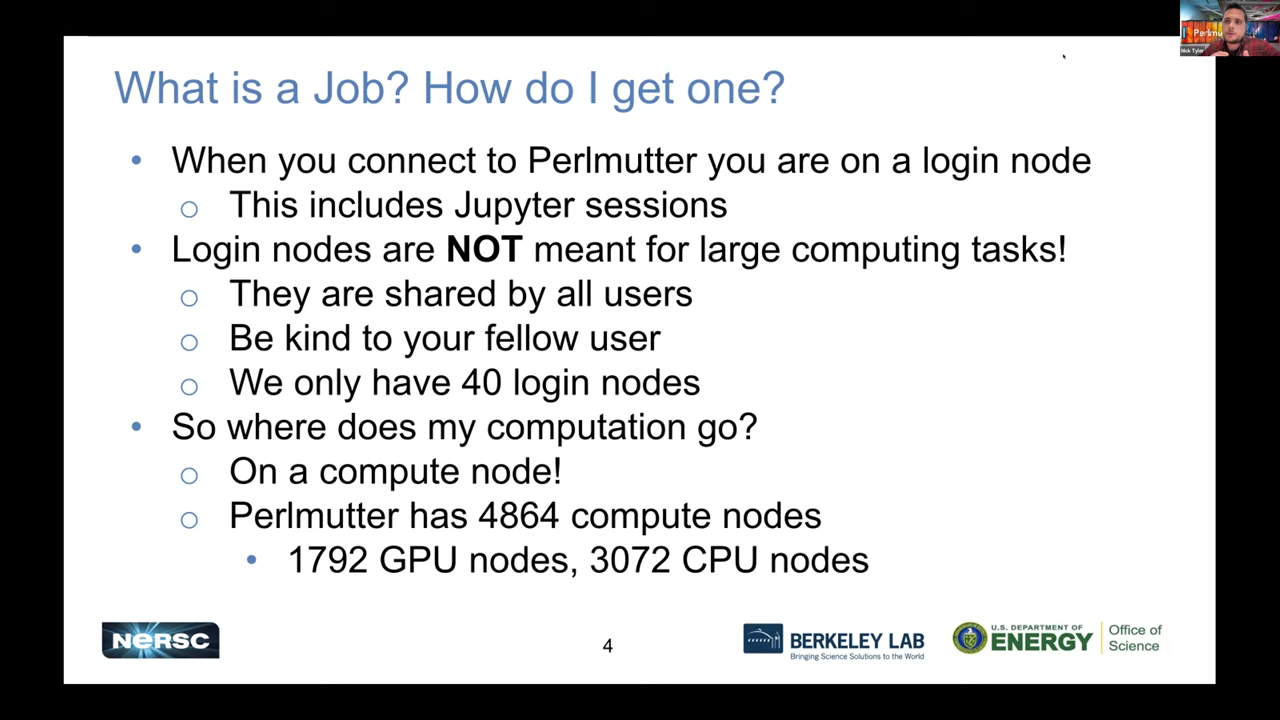 Perlmu
Nick Tyler
What is a Job? How do I get one?
• When you connect to Perlmutter you are on a login node
o This includes Jupyter sessions
• Login nodes are NOT meant for large computing tasks!
o They are shared by all users
o Be kind to your fellow user
o We only have 40 login nodes
• So where does my computation go?
o On a compute node!
o Perlmutter has 4864 compute nodes
• 1792 GPU nodes, 3072 CPU nodes
NERSC
4
BERKELEY LAB
Bringing Science Solutions to the World
U.S. DEPARTMENT OF
ENERGY
Office of
Science